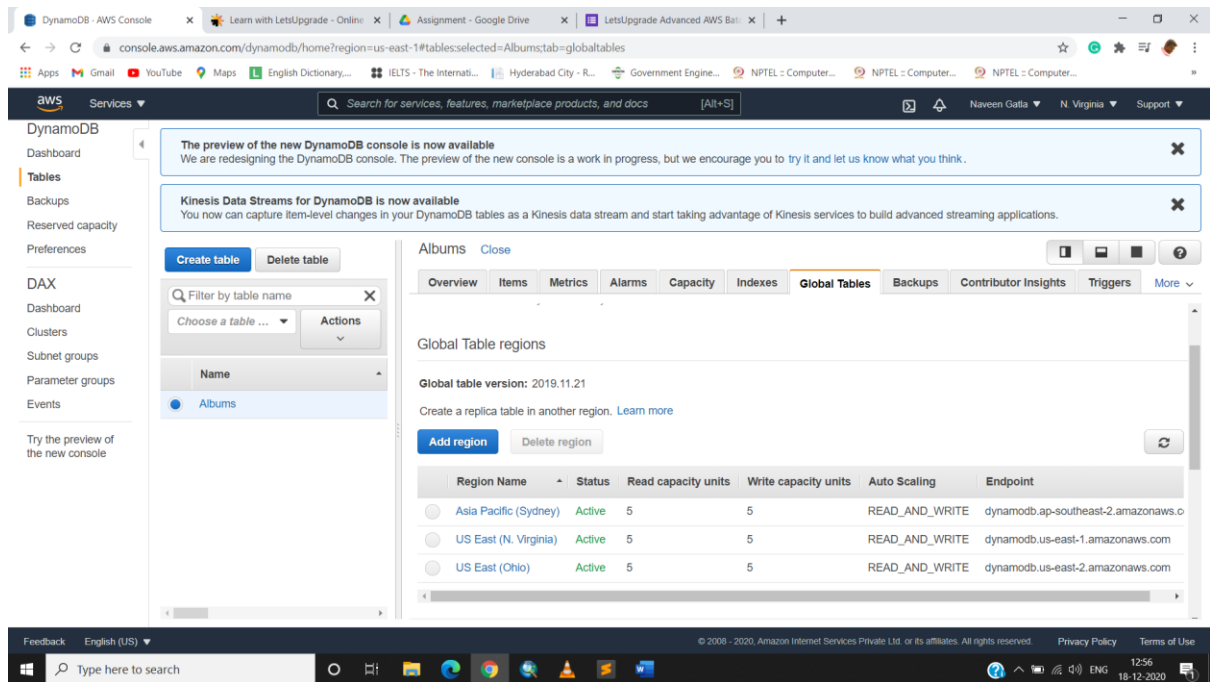 DynamoDB - AWS Console
Learn with LetsUpgrade - Online
Assignment - Google Drive
LetsUpgrade Advanced AWS Bat
console.aws.amazon.com/dynamodb/home?region=us-east-1#tables:selected=Albums;tab=globaltables
Apps
Gmail
YouTube
Maps
English Dictionary,...
IELTS - The Internati...
Hyderabad City - R...
Government Engine...
NPTEL :: Computer...
NPTEL :: Computer...
NPTEL :: Computer...
aws
Services
Search for services, features, marketplace products, and docs
[Alt+S]
Naveen Gatla
N. Virginia
Support
DynamoDB
Dashboard
Tables
Backups
Reserved capacity
Preferences
DAX
Dashboard
Clusters
Subnet groups
Parameter groups
Events
Try the preview of
the new console
The preview of the new DynamoDB console is now available
We are redesigning the DynamoDB console. The preview of the new console is a work in progress, but we encourage you to try it and let us know what you think.
Kinesis Data Streams for DynamoDB is now available
You now can capture item-level changes in your DynamoDB tables as a Kinesis data stream and start taking advantage of Kinesis services to build advanced streaming applications.
Create table
Delete table
Filter by table name
Choose a table ...
Actions
Name
Albums
Albums Close
Overview
Items
Metrics
Alarms
Capacity
Indexes
Global Tables
Backups
Contributor Insights
Triggers
More
Global Table regions
Global table version: 2019.11.21
Create a replica table in another region. Learn more
Add region
Delete region
Region Name Status Read capacity units Write capacity units Auto Scaling Endpoint
Asia Pacific (Sydney) Active 5 5 READ_AND_WRITE dynamodb.ap-southeast-2.amazonaws.c
US East (N. Virginia) Active 5 5 READ_AND_WRITE dynamodb.us-east-1.amazonaws.com
US East (Ohio) Active 5 5 READ_AND_WRITE dynamodb.us-east-2.amazonaws.com
Feedback
English (US)
© 2008 - 2020, Amazon Internet Services Private Ltd. or its affiliates. All rights reserved.
Privacy Policy
Terms of Use
Type here to search
ENG
12:56
18-12-2020